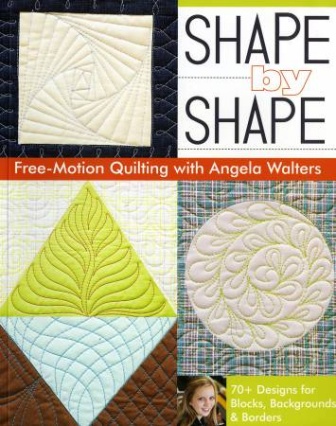 SHAPE
by
SHAPE
Free-Motion Quilting with Angela Walters
70+ Designs for
Blocks, Backgrounds
& Borders